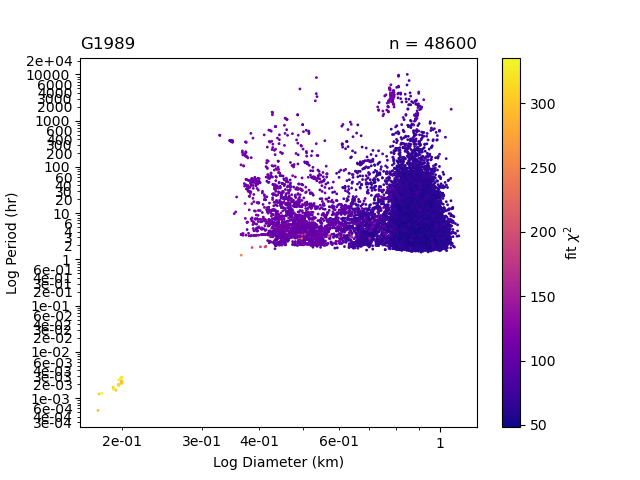 G1989
n = 48600
2e+04
10000
6000
4000
3000
2000
1000
600
400
300
200
100
60
40
30
20
10
6
4
3
2
1
6e-01
4e-01
3e-01
2e-01
1e-01
6e-02
4e-02
3e-02
2e-02
1e-02
6e-03
4e-03
3e-03
2e-03
1e-03
6e-04
4e-04
3e-04
Log Period (hr)
2e-01 3e-01 4e-01 6e-01 1
Log Diameter (km)
300
250
200
150
100
50
fit χ²